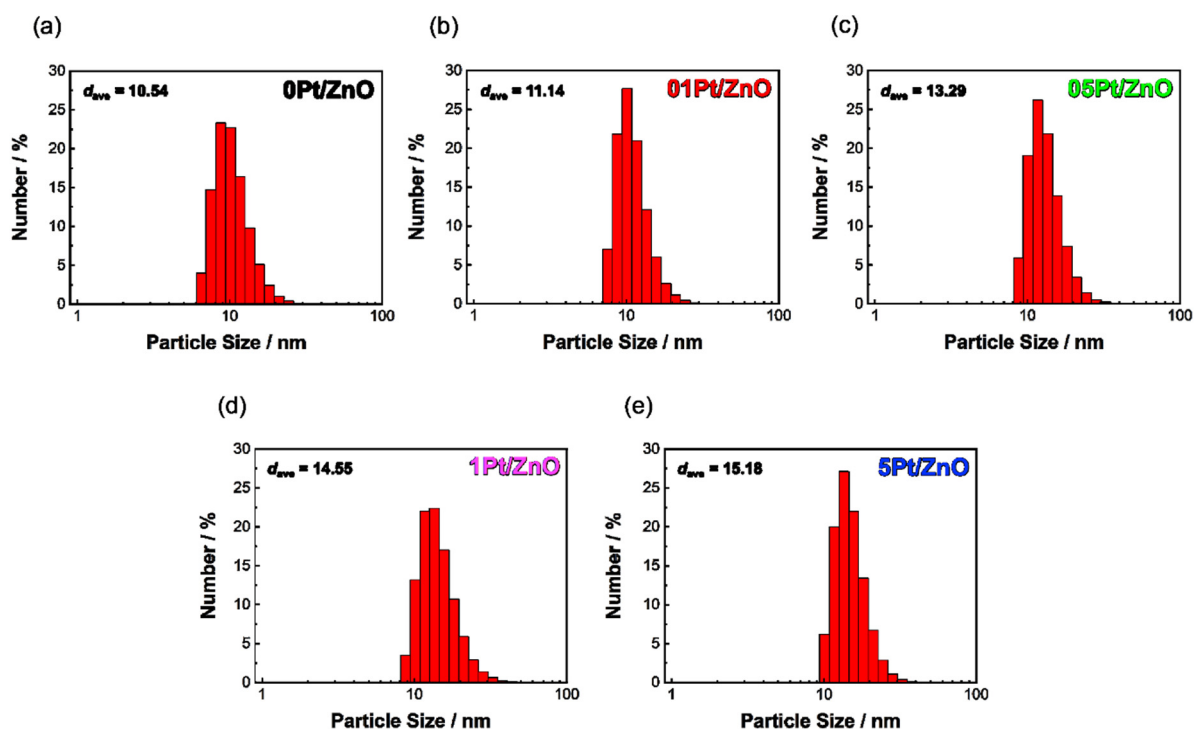 (a)
(b)
(c)
d_ave = 10.54
0Pt/ZnO
30
25
20
15
10
5
0
Number / %
1
10
100
Particle Size / nm
d_ave = 11.14
01Pt/ZnO
30
25
20
15
10
5
0
Number / %
1
10
100
Particle Size / nm
d_ave = 13.29
05Pt/ZnO
30
25
20
15
10
5
0
Number / %
1
10
100
Particle Size / nm
(d)
(e)
d_ave = 14.55
1Pt/ZnO
30
25
20
15
10
5
0
Number / %
1
10
100
Particle Size / nm
d_ave = 15.18
5Pt/ZnO
30
25
20
15
10
5
0
Number / %
1
10
100
Particle Size / nm